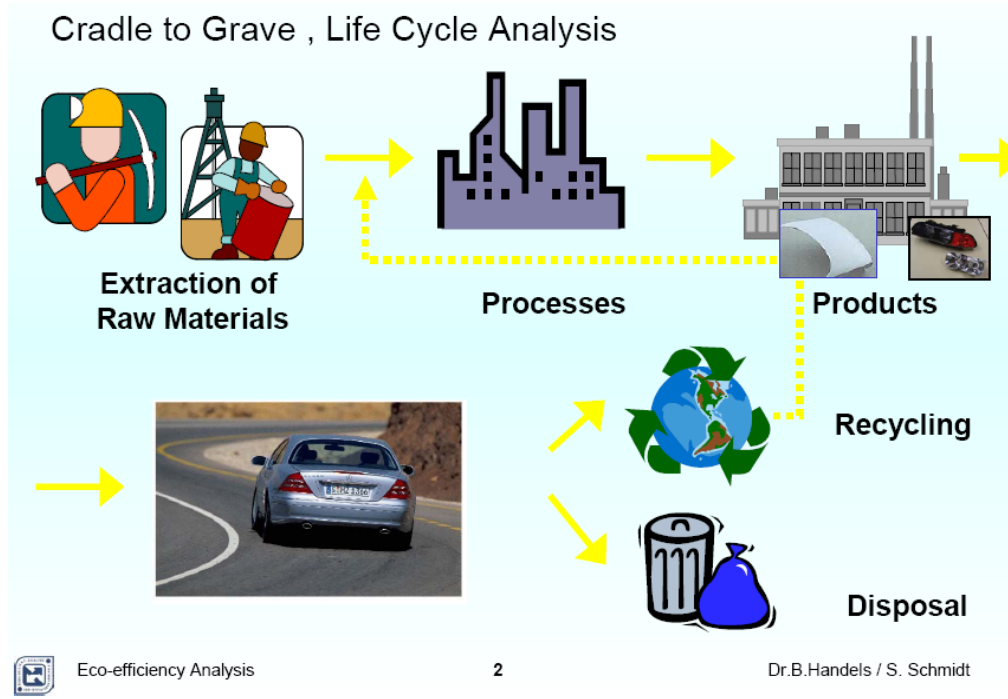 Cradle to Grave , Life Cycle Analysis
Extraction of
Raw Materials
Processes
Products
Recycling
Disposal
Eco-efficiency Analysis
2
Dr.B.Handels / S. Schmidt